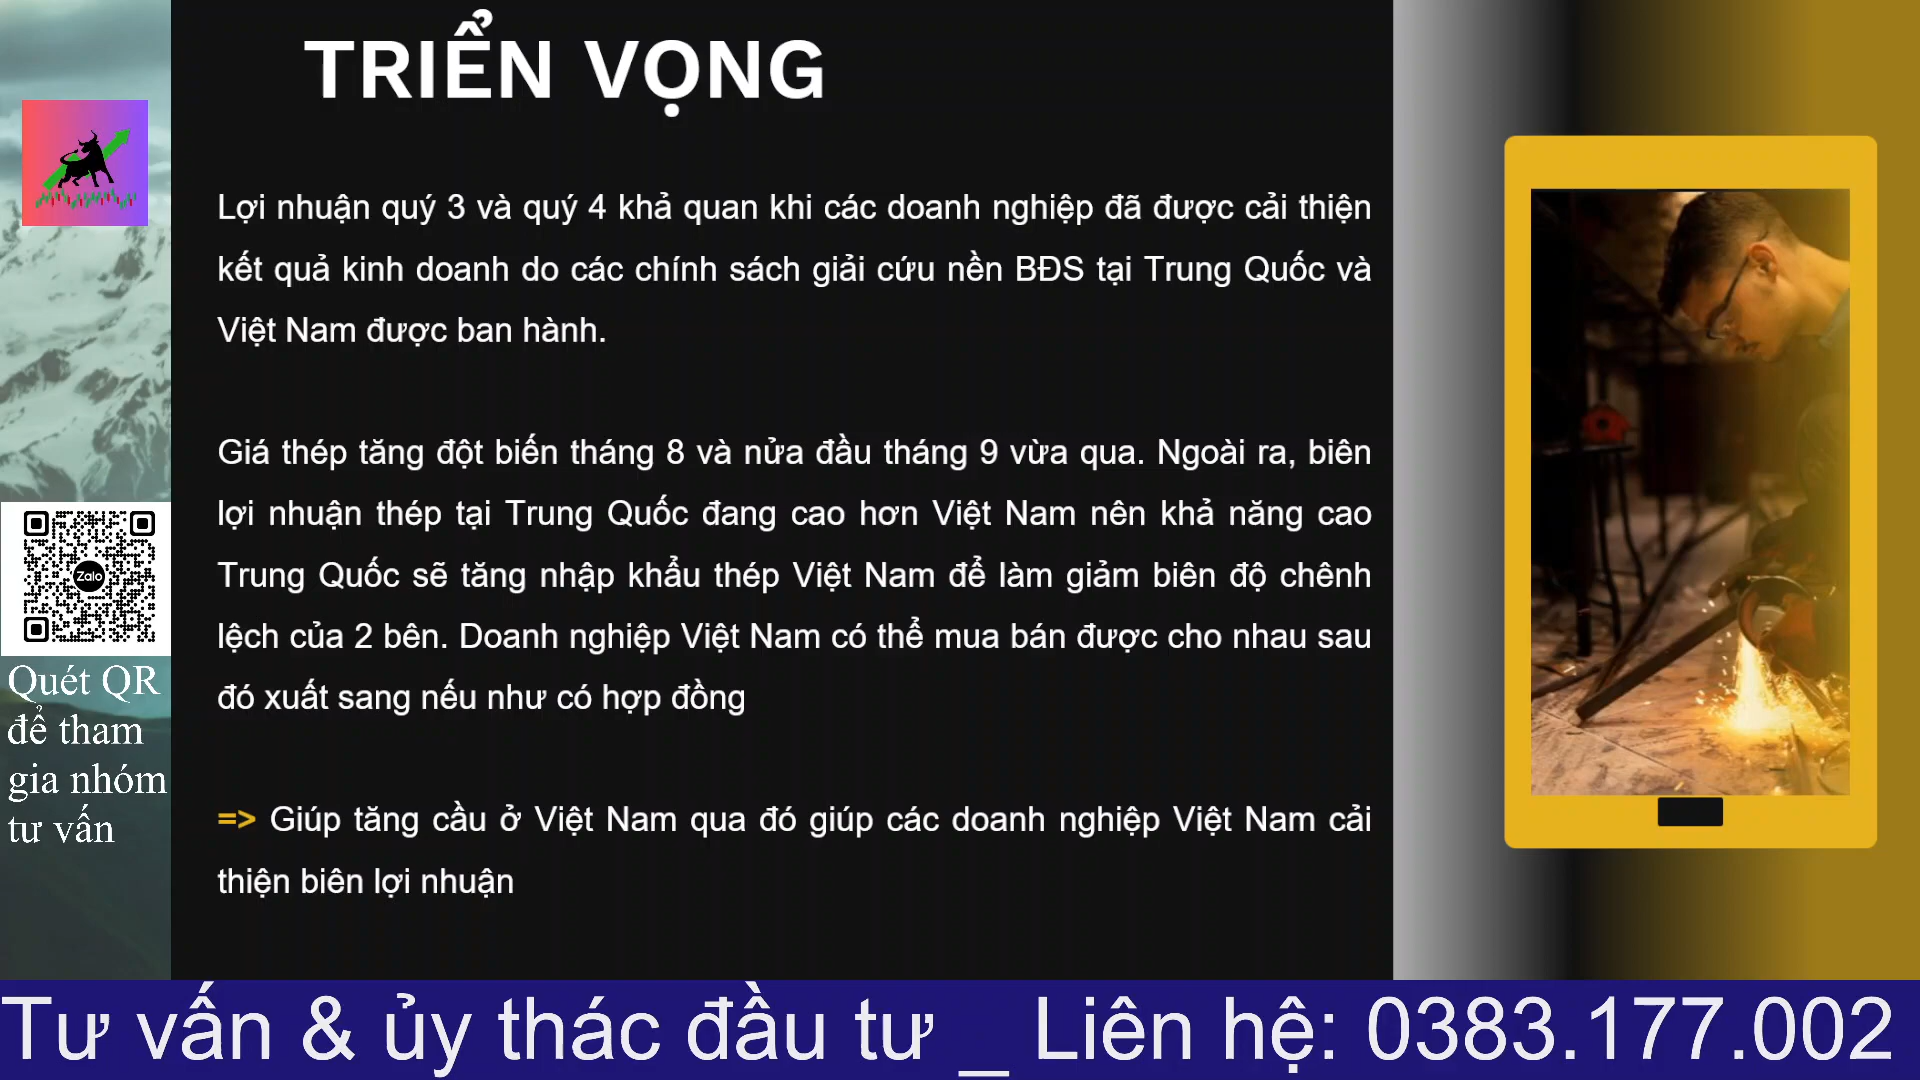 TRIỂN VỌNG
Lợi nhuận quý 3 và quý 4 khả quan khi các doanh nghiệp đã được cải thiện
kết quả kinh doanh do các chính sách giải cứu nền BĐS tại Trung Quốc và
Việt Nam được ban hành.
Giá thép tăng đột biến tháng 8 và nửa đầu tháng 9 vừa qua. Ngoài ra, biên
lợi nhuận thép tại Trung Quốc đang cao hơn Việt Nam nên khả năng cao
Trung Quốc sẽ tăng nhập khẩu thép Việt Nam để làm giảm biên độ chênh
lệch của 2 bên. Doanh nghiệp Việt Nam có thể mua bán được cho nhau sau
đó xuất sang nếu như có hợp đồng
=> Giúp tăng cầu ở Việt Nam qua đó giúp các doanh nghiệp Việt Nam cải
thiện biên lợi nhuận
Zalo
Quét QR
để tham
gia nhóm
tư vấn
Tư vấn & ủy thác đầu tư _ Liên hệ: 0383.177.002